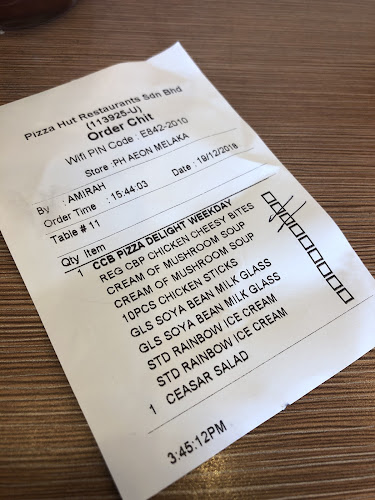 Pizza Hut Restaurants Sdn Bhd
(113925-U)
Order Chit
Wifi PIN Code : E842-2010
Store : PH AEON MELAKA
By : AMIRAH Date : 19/12/2018
Order Time : 15:44:03
Table # 11
Qty Item
1 CCB PIZZA DELIGHT WEEKDAY
REG CBP CHICKEN CHEESY BITES
CREAM OF MUSHROOM SOUP
CREAM OF MUSHROOM SOUP
10PCS CHICKEN STICKS
GLS SOYA BEAN MILK GLASS
GLS SOYA BEAN MILK GLASS
STD RAINBOW ICE CREAM
STD RAINBOW ICE CREAM
1 CEASAR SALAD
3:45:12PM